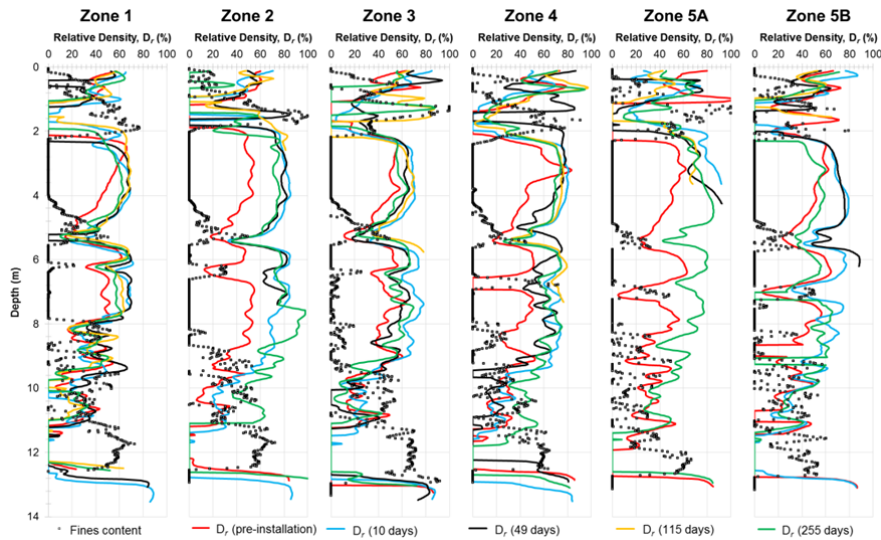 Zone 1 Zone 2 Zone 3 Zone 4 Zone 5A Zone 5B
Relative Density, Dr (%) Relative Density, Dr (%) Relative Density, Dr (%) Relative Density, Dr (%) Relative Density, Dr (%) Relative Density, Dr (%)
0 20 40 60 80 100 0 20 40 60 80 100 0 20 40 60 80 100 0 20 40 60 80 100 0 20 40 60 80 100 0 20 40 60 80 100
0
2
4
6
Depth (m)
8
10
12
14
Fines content Dr (pre-installation) Dr (10 days) Dr (49 days) Dr (115 days) Dr (255 days)